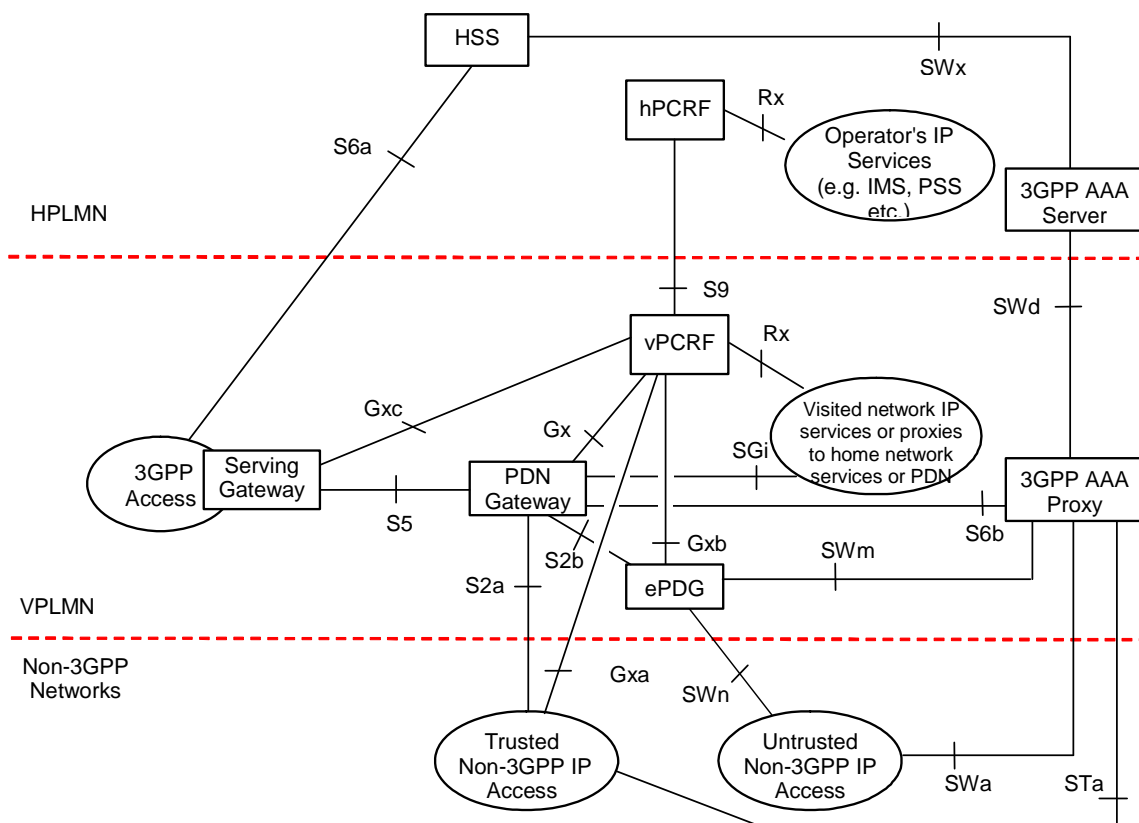 HSS
SWx
hPCRF
Rx
Operator's IP
Services
(e.g. IMS, PSS
etc.)
S6a
3GPP AAA
Server
HPLMN
S9
SWd
vPCRF
Rx
Gxc
Gx
Visited network IP
services or proxies
to home network
services or PDN
SGi
3GPP
Access
Serving
Gateway
PDN
Gateway
3GPP AAA
Proxy
S5
S6b
S2b
Gxb
SWm
S2a
ePDG
VPLMN
Non-3GPP
Networks
Gxa
SWn
Trusted
Non-3GPP IP
Access
Untrusted
Non-3GPP IP
Access
SWa
STa